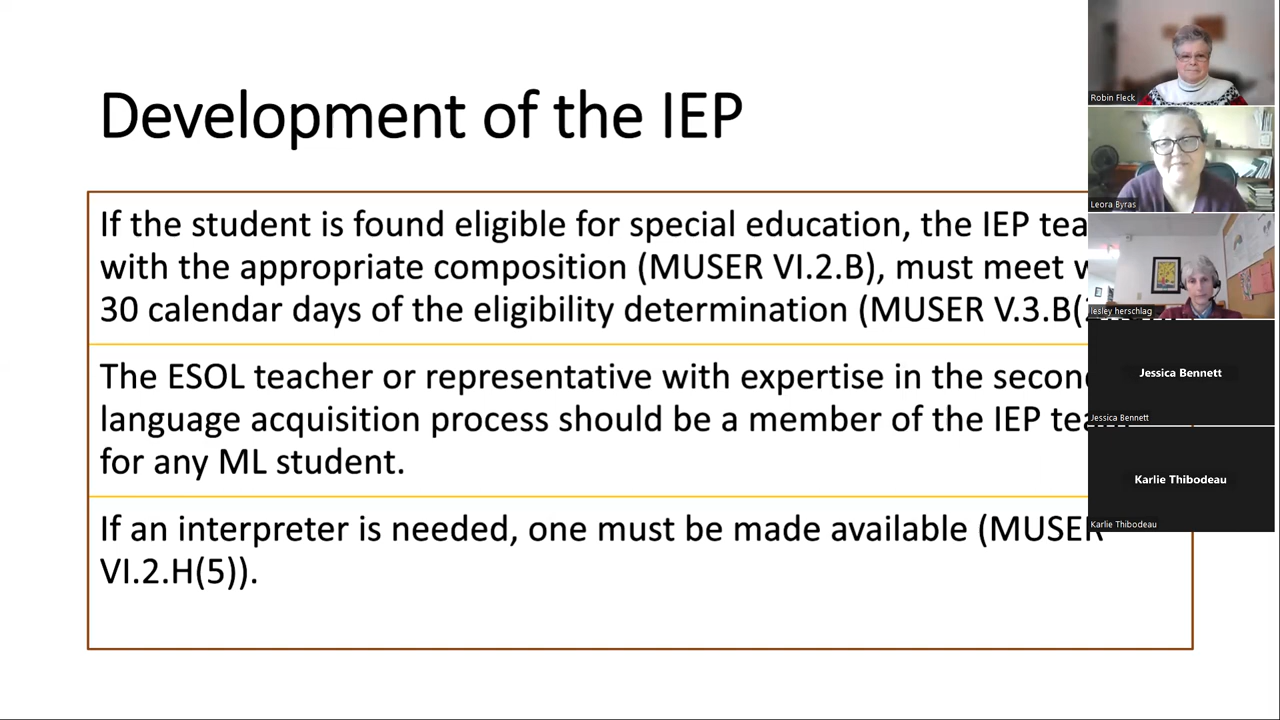 Development of the IEP
If the student is found eligible for special education, the IEP
with the appropriate composition (MUSER VI.2.B), must meet
30 calendar days of the eligibility determination (MUSER V.3.B(
The ESOL teacher or representative with expertise in the
language acquisition process should be a member of the IEP
for any ML student.
If an interpreter is needed, one must be made available (MUSER
VI.2.H(5)).
Robin Fleck
Leora Byras
lesley herschlag
Jessica Bennett
Jessica Bennett
Karlie Thibodeau
Karlie Thibodeau